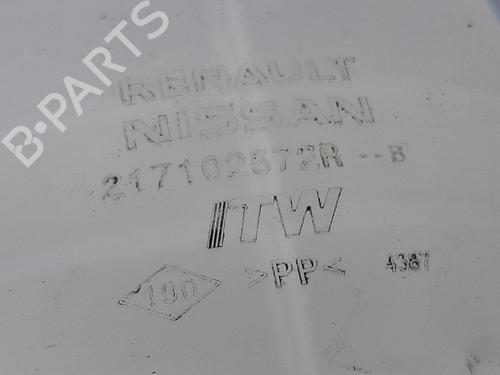 B-PARTS
RENAULT
NISSAN
217102572R--B
ITW
190 >PP< 4387